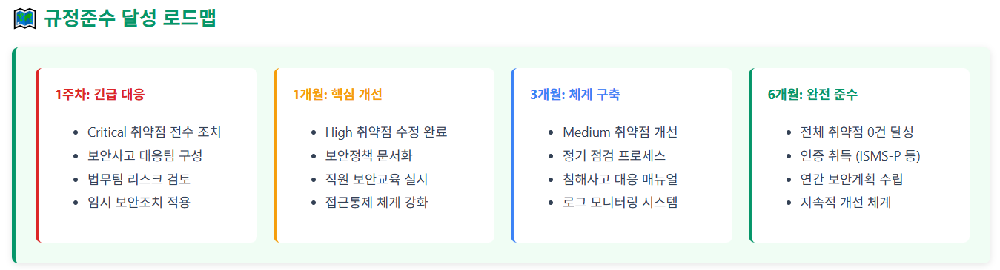 규정준수 달성 로드맵
1주차: 긴급 대응
Critical 취약점 전수 조치
보안사고 대응팀 구성
법무팀 리스크 검토
임시 보안조치 적용
1개월: 핵심 개선
High 취약점 수정 완료
보안정책 문서화
직원 보안교육 실시
접근통제 체계 강화
3개월: 체계 구축
Medium 취약점 개선
정기 점검 프로세스
침해사고 대응 매뉴얼
로그 모니터링 시스템
6개월: 완전 준수
전체 취약점 0건 달성
인증 취득 (ISMS-P 등)
연간 보안계획 수립
지속적 개선 체계